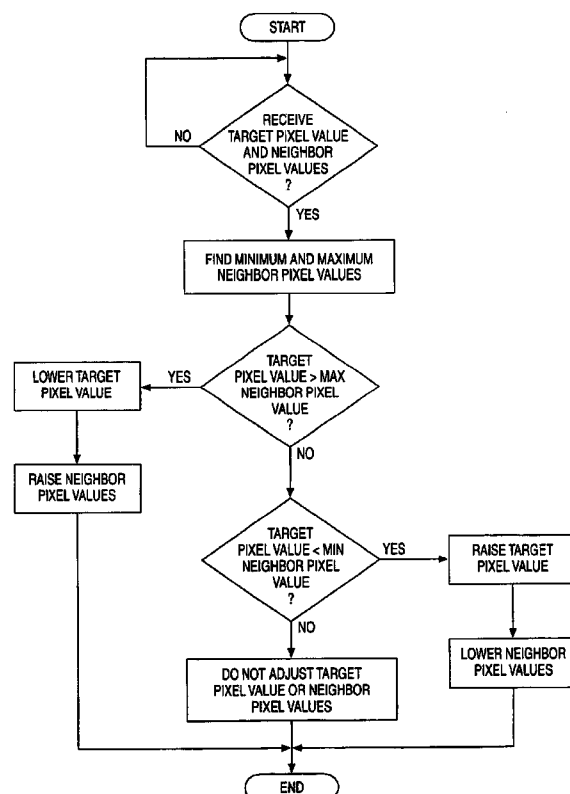 START
RECEIVE
TARGET PIXEL VALUE
AND NEIGHBOR
PIXEL VALUES
?
NO
YES
FIND MINIMUM AND MAXIMUM
NEIGHBOR PIXEL VALUES
TARGET
PIXEL VALUE > MAX
NEIGHBOR PIXEL
VALUE
?
YES
LOWER TARGET
PIXEL VALUE
RAISE NEIGHBOR
PIXEL VALUES
NO
TARGET
PIXEL VALUE < MIN
NEIGHBOR PIXEL
VALUE
?
YES
RAISE TARGET
PIXEL VALUE
LOWER NEIGHBOR
PIXEL VALUES
NO
DO NOT ADJUST TARGET
PIXEL VALUE OR NEIGHBOR
PIXEL VALUES
END